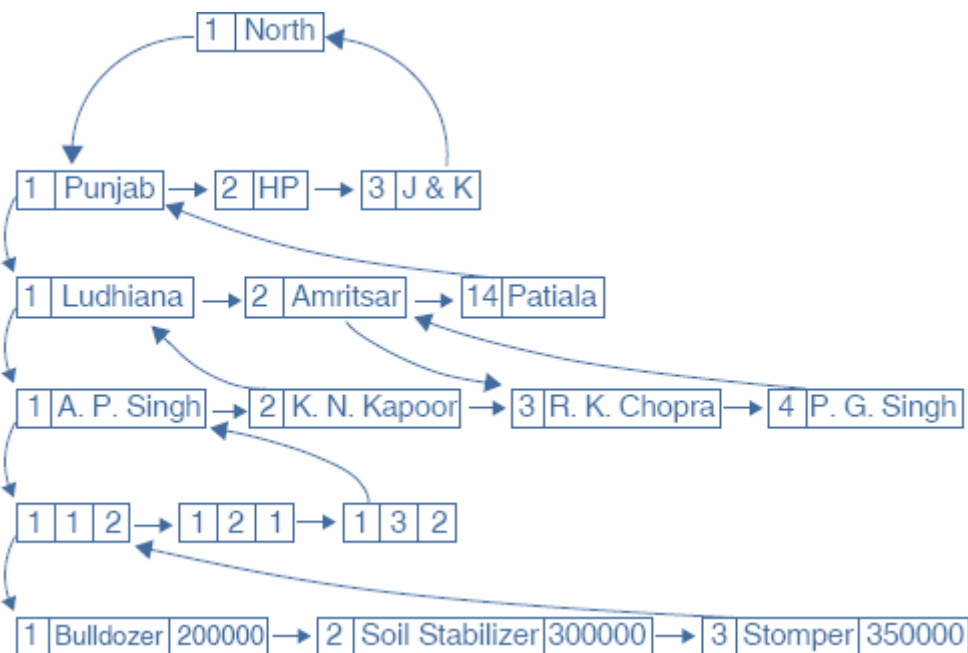 1 North
1 Punjab 2 HP 3 J & K
1 Ludhiana 2 Amritsar 14 Patiala
1 A. P. Singh 2 K. N. Kapoor 3 R. K. Chopra 4 P. G. Singh
1 1 2 1 2 1 1 3 2
1 Bulldozer 200000 2 Soil Stabilizer 300000 3 Stomper 350000